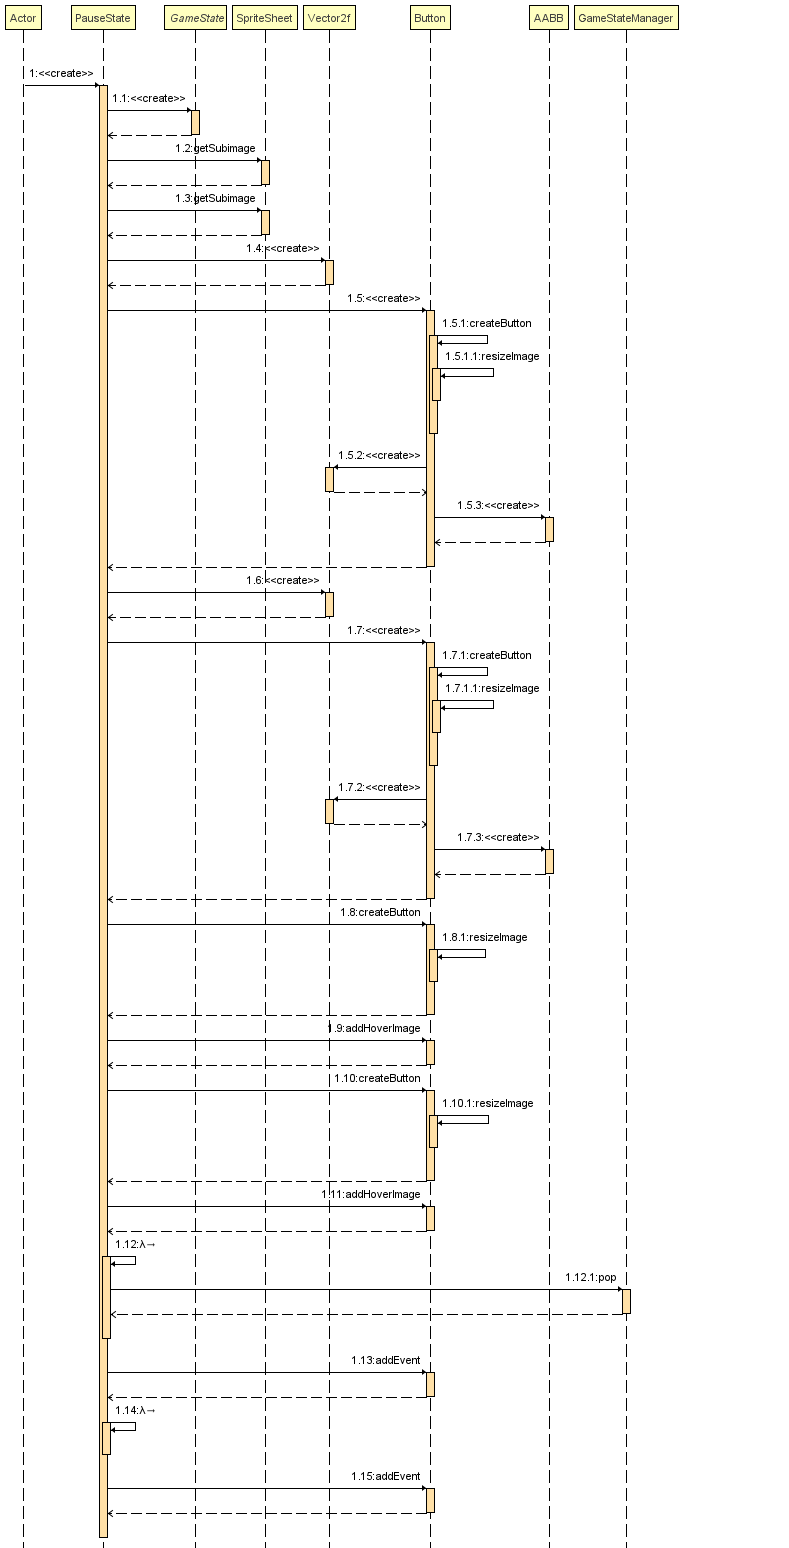 Actor PauseState GameState SpriteSheet Vector2f Button AABB GameStateManager
1:<<create>>
1.1:<<create>>
1.2:getSubimage
1.3:getSubimage
1.4:<<create>>
1.5:<<create>>
1.5.1:createButton
1.5.1.1:resizeImage
1.5.2:<<create>>
1.5.3:<<create>>
1.6:<<create>>
1.7:<<create>>
1.7.1:createButton
1.7.1.1:resizeImage
1.7.2:<<create>>
1.7.3:<<create>>
1.8:createButton
1.8.1:resizeImage
1.9:addHoverImage
1.10:createButton
1.10.1:resizeImage
1.11:addHoverImage
1.12:λ→
1.12.1:pop
1.13:addEvent
1.14:λ→
1.15:addEvent